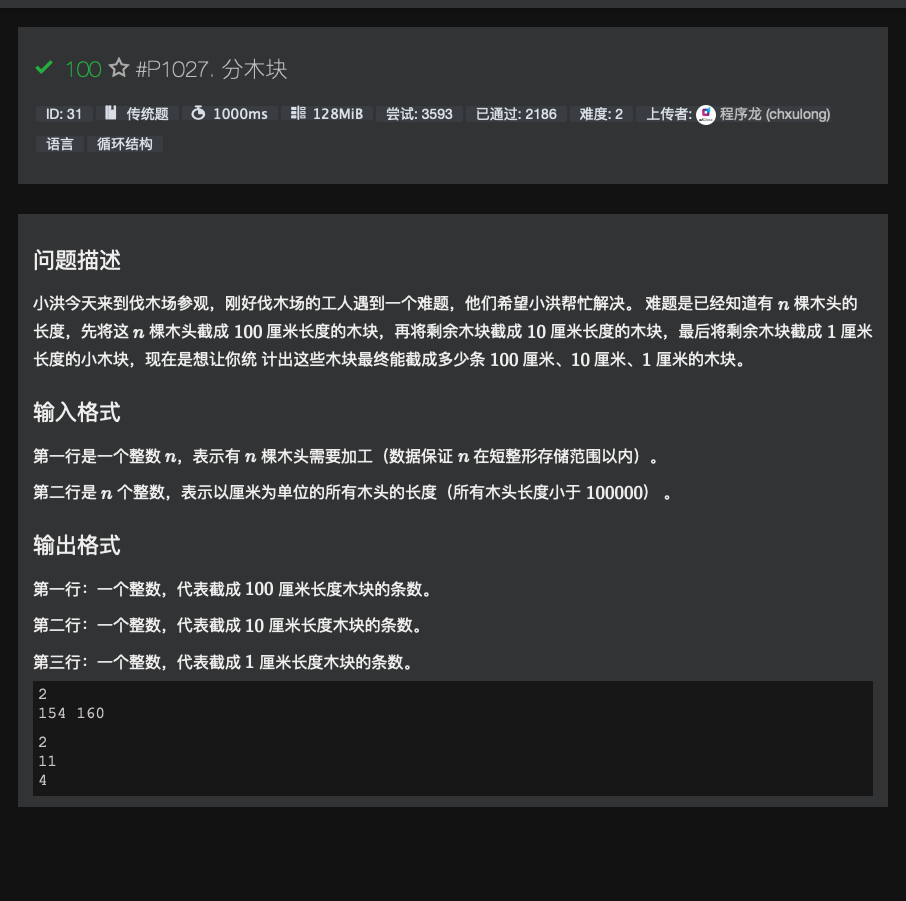 100 #P1027. 分木块
ID: 31 传统题 1000ms 128MiB 尝试: 3593 已通过: 2186 难度: 2 上传者: 程序龙 (chxulong)
语言 循环结构
问题描述
小洪今天来到伐木场参观，刚好伐木场的工人遇到一个难题，他们希望小洪帮忙解决。 难题是已经知道有 n 棵木头的
长度，先将这 n 棵木头截成 100 厘米长度的木块，再将剩余木块截成 10 厘米长度的木块，最后将剩余木块截成 1 厘米
长度的小木块，现在是想让你统 计出这些木块最终能截成多少条 100 厘米、10 厘米、1 厘米的木块。
输入格式
第一行是一个整数 n，表示有 n 棵木头需要加工（数据保证 n 在短整形存储范围以内）。
第二行是 n 个整数，表示以厘米为单位的所有木头的长度（所有木头长度小于 100000） 。
输出格式
第一行：一个整数，代表截成 100 厘米长度木块的条数。
第二行：一个整数，代表截成 10 厘米长度木块的条数。
第三行：一个整数，代表截成 1 厘米长度木块的条数。
2
154 160
2
11
4